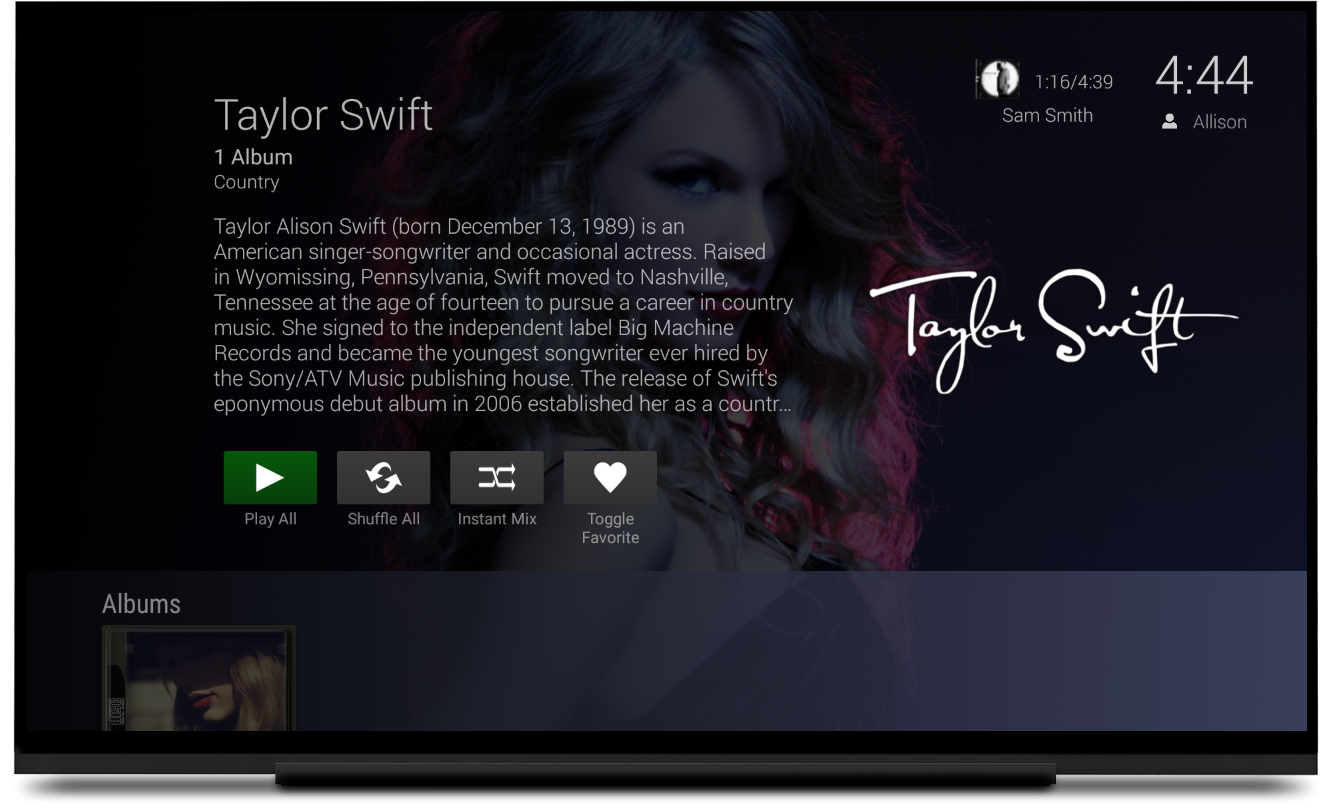 Taylor Swift
1 Album
Country
1:16/4:39
Sam Smith
4:44
Allison
Taylor Alison Swift (born December 13, 1989) is an
American singer-songwriter and occasional actress. Raised
in Wyomissing, Pennsylvania, Swift moved to Nashville,
Tennessee at the age of fourteen to pursue a career in country
music. She signed to the independent label Big Machine
Records and became the youngest songwriter ever hired by
the Sony/ATV Music publishing house. The release of Swift's
eponymous debut album in 2006 established her as a countr...
Taylor Swift
Play All
Shuffle All
Instant Mix
Toggle
Favorite
Albums